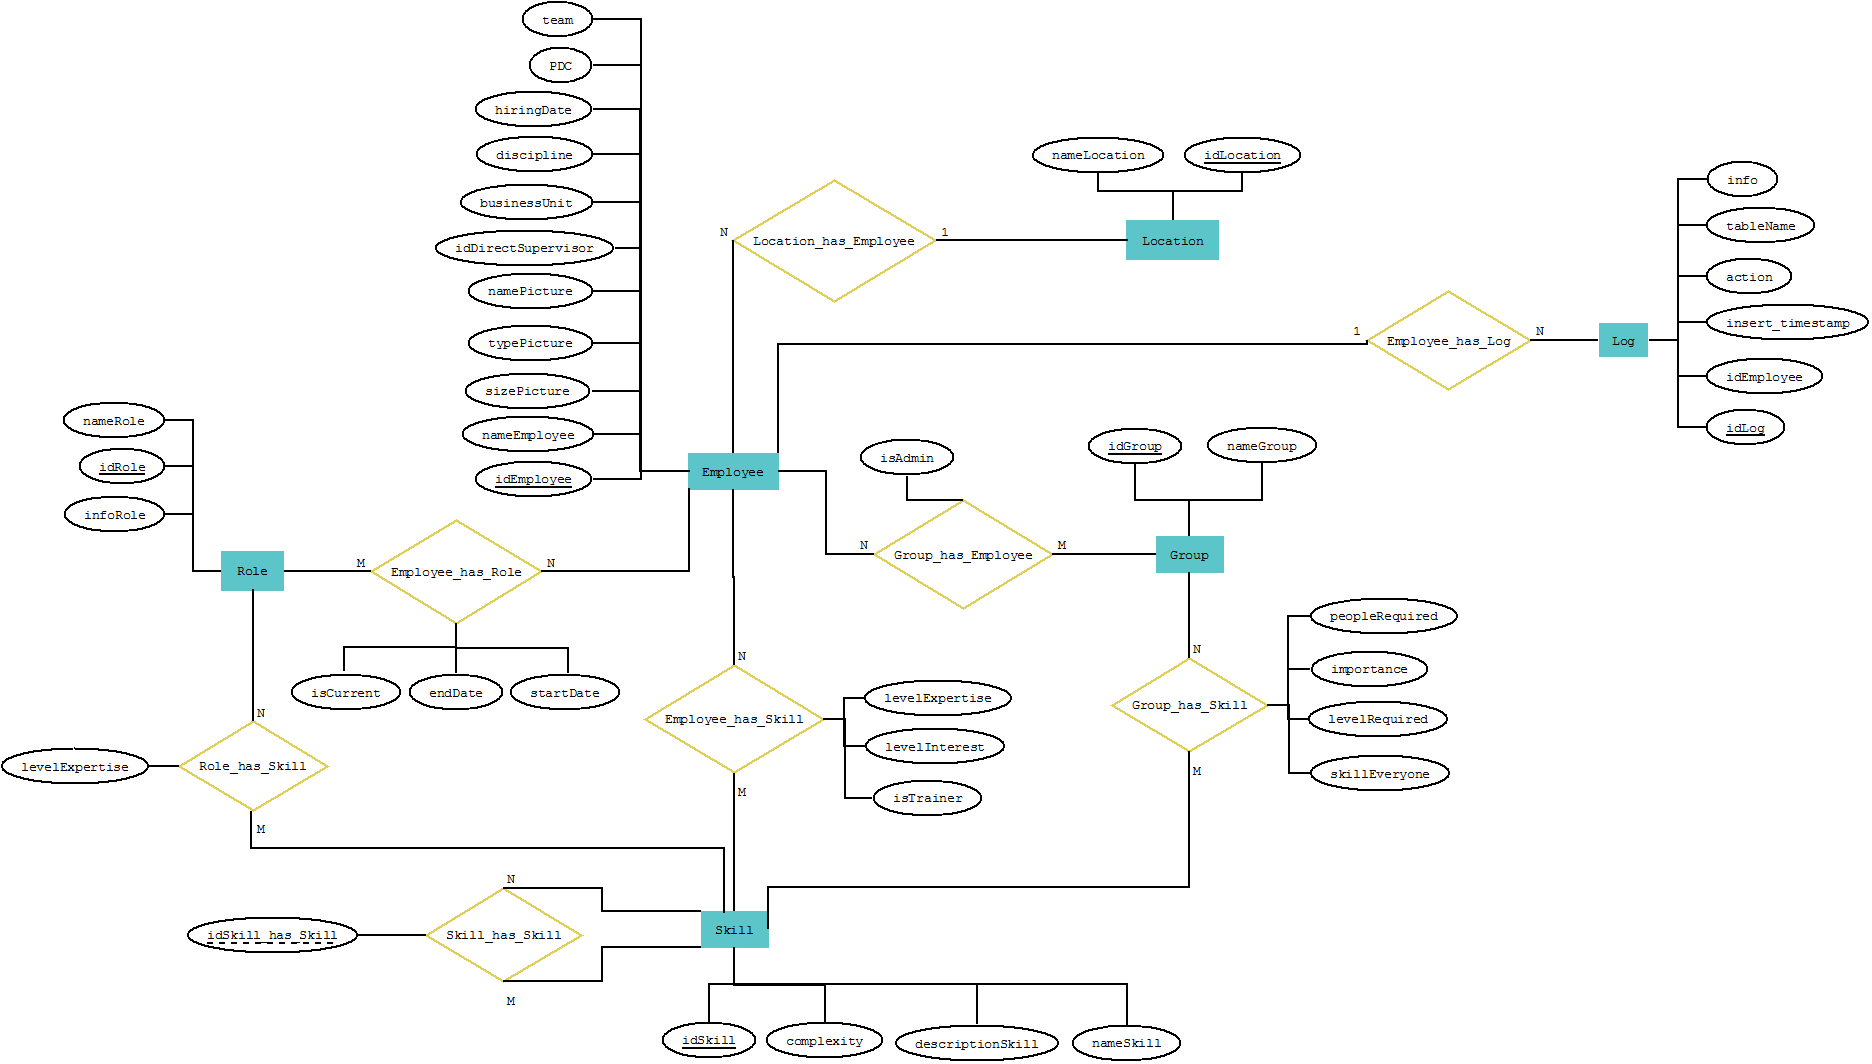 team
PDC
hiringDate
discipline
businessUnit
idDirectSupervisor
namePicture
typePicture
sizePicture
nameEmployee
idEmployee
Employee
N
Location_has_Employee
1
nameLocation
idLocation
Location
1
Employee_has_Log
N
Log
info
tableName
action
insert_timestamp
idEmployee
idLog
nameRole
idRole
infoRole
Role
M
Employee_has_Role
N
isCurrent
endDate
startDate
isAdmin
N
Group_has_Employee
M
idGroup
nameGroup
Group
N
Group_has_Skill
M
peopleRequired
importance
levelRequired
skillEveryone
N
Employee_has_Skill
M
levelExpertise
levelInterest
isTrainer
N
levelExpertise
Role_has_Skill
M
N
idSkill_has_Skill
Skill_has_Skill
M
Skill
idSkill
complexity
descriptionSkill
nameSkill